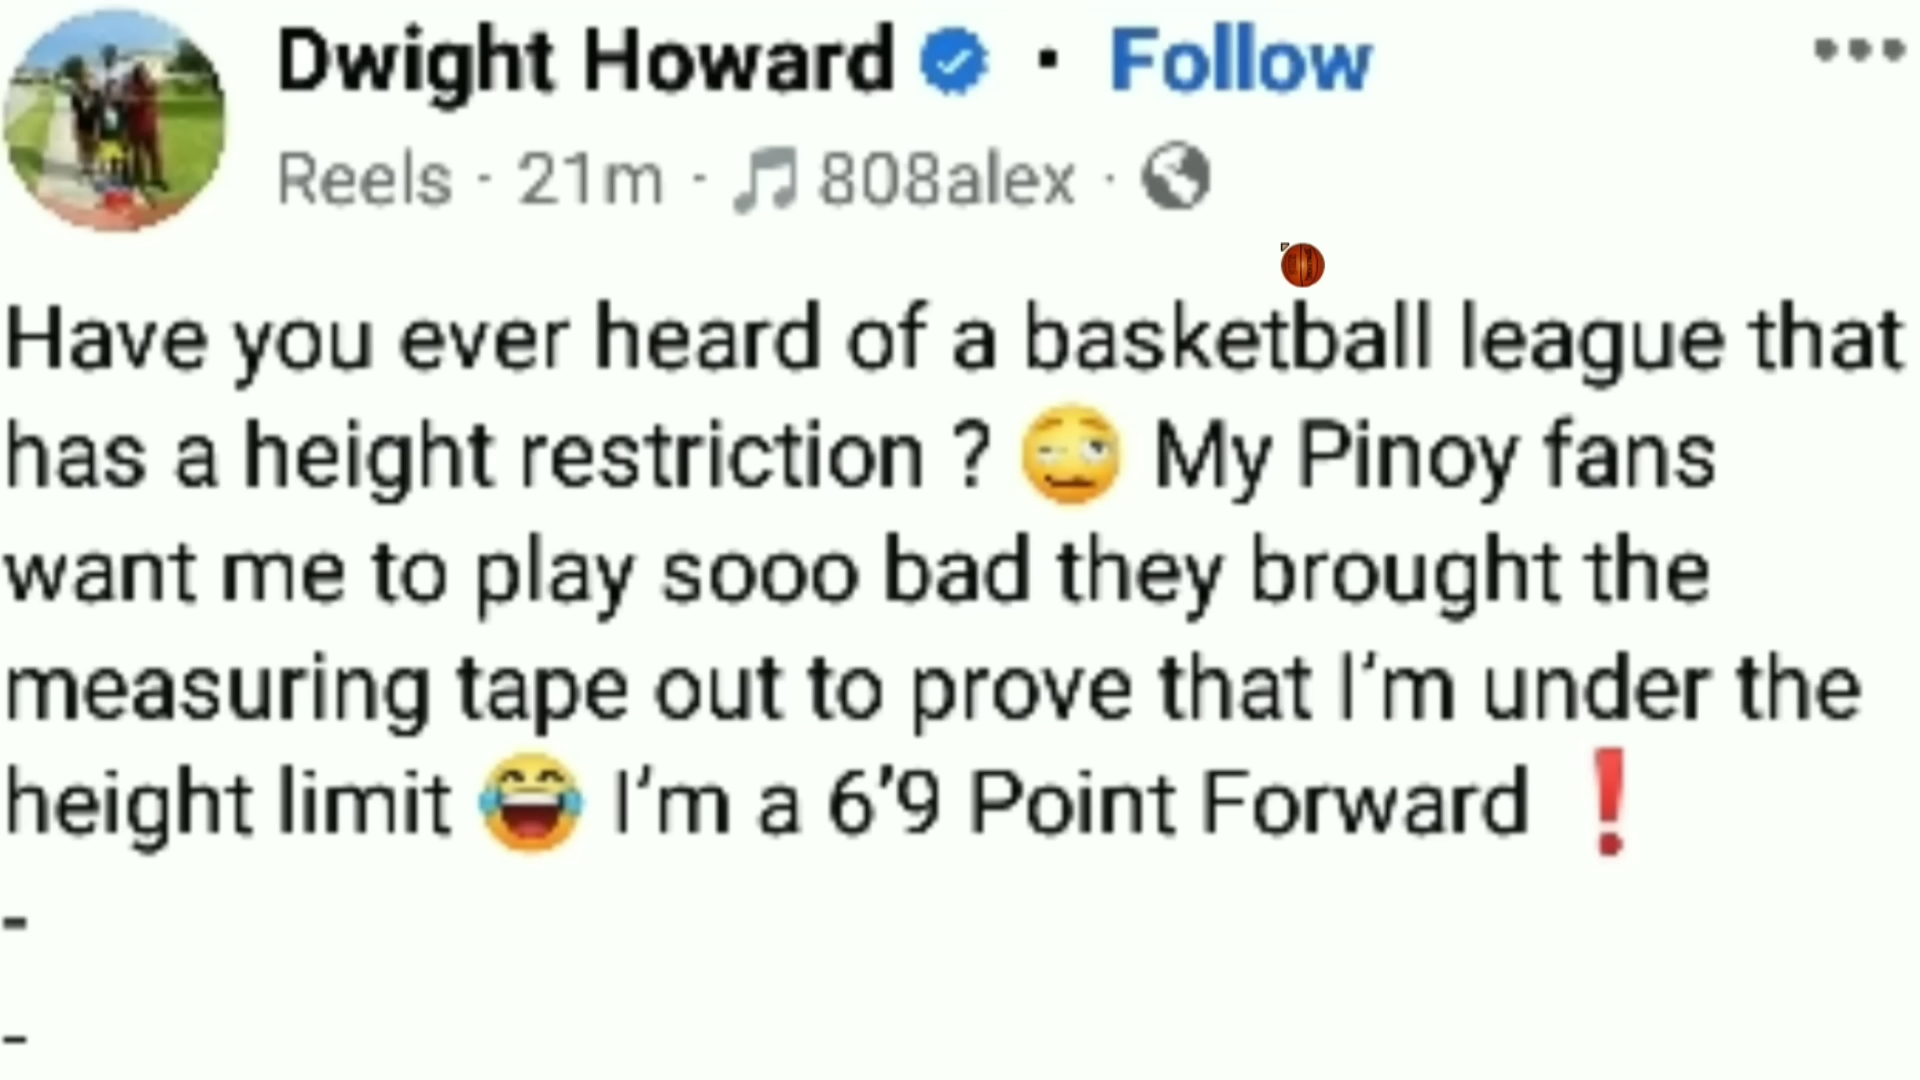 Dwight Howard · Follow
Reels · 21m · 808alex ·
Have you ever heard of a basketball league that
has a height restriction ? 🥴 My Pinoy fans
want me to play sooo bad they brought the
measuring tape out to prove that I'm under the
height limit 😂 I'm a 6'9 Point Forward ❗
-
-